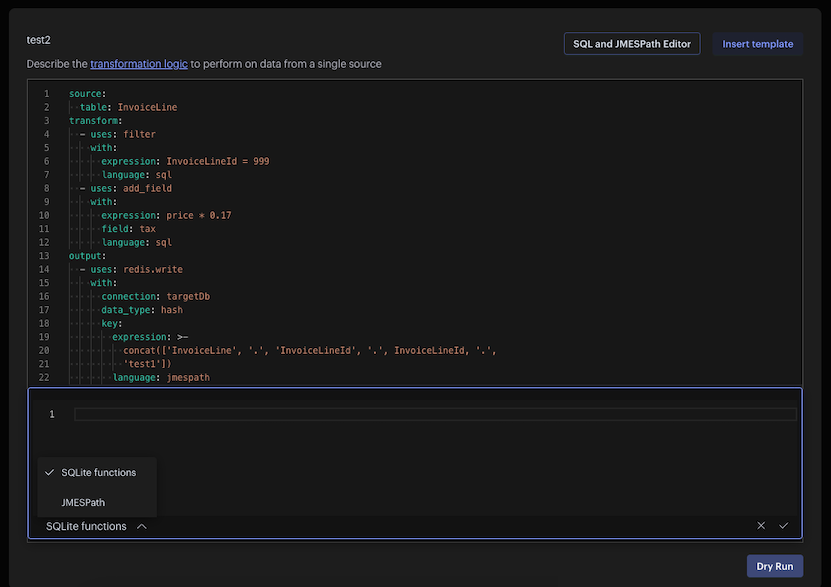 test2
SQL and JMESPath Editor
Insert template
Describe the transformation logic to perform on data from a single source
1 source:
2 table: InvoiceLine
3 transform:
4 - uses: filter
5 with:
6 expression: InvoiceLineId = 999
7 language: sql
8 - uses: add_field
9 with:
10 expression: price * 0.17
11 field: tax
12 language: sql
13 output:
14 - uses: redis.write
15 with:
16 connection: targetDb
17 data_type: hash
18 key:
19 expression: >-
20 concat(['InvoiceLine', '.', 'InvoiceLineId', '.', InvoiceLineId, '.',
21 'test1'])
22 language: jmespath
1
SQLite functions
JMESPath
SQLite functions
Dry Run